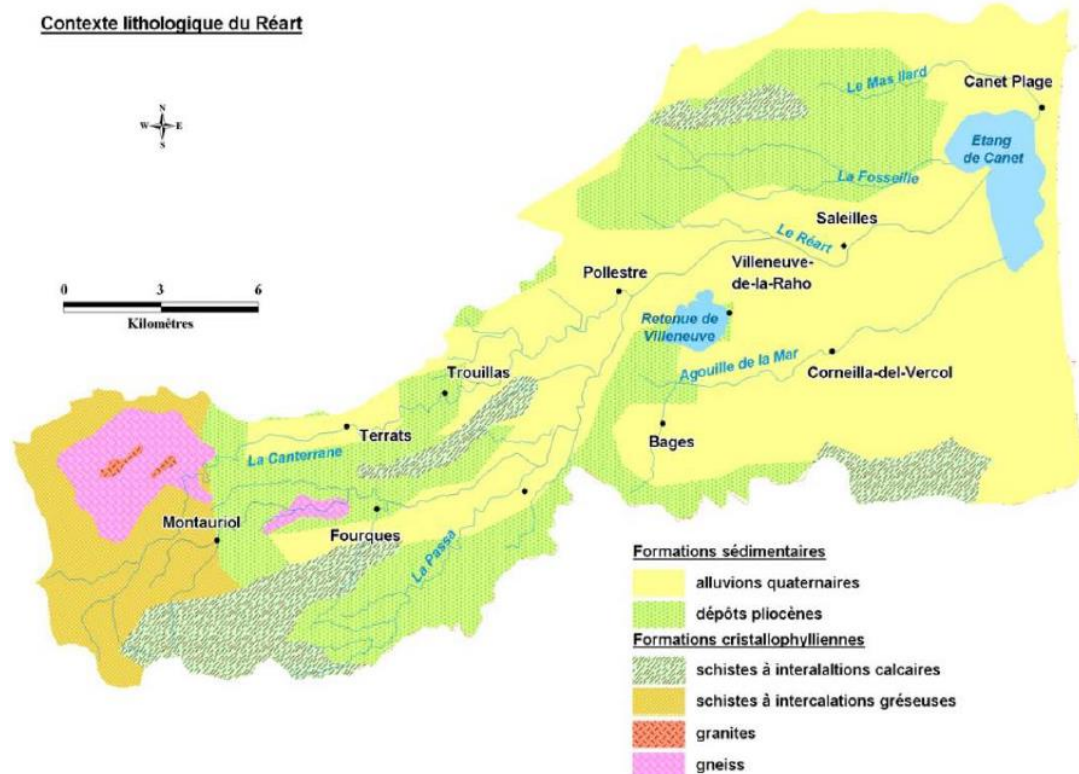 Contexte lithologique du Réart
N
W
E
S
0 3 6
Kilomètres
Le Mas Ilard
Canet Plage
Etang
de Canet
La Fosseille
Saleilles
Le Réart
Villeneuve-
de-la-Raho
Pollestre
Retenue de
Villeneuve
Agouille de la Mar
Corneilla-del-Vercol
Trouillas
Terrats
Bages
La Canterrane
Montauriol
Fourques
La Passa
Formations sédimentaires
alluvions quaternaires
dépôts pliocènes
Formations cristallophylliennes
schistes à interalaltions calcaires
schistes à intercalations gréseuses
granites
gneiss